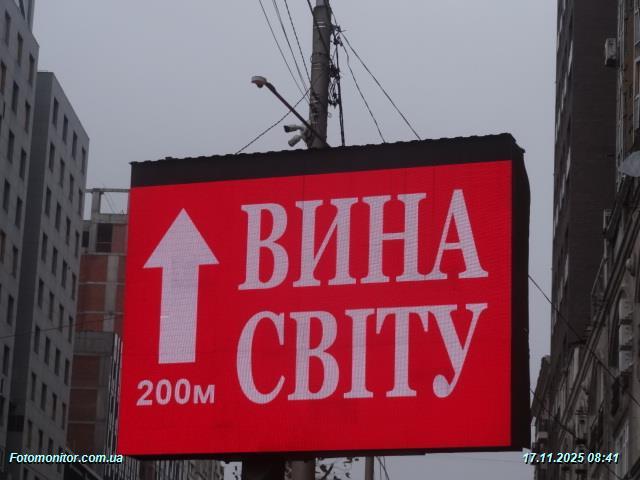 ВИНА
СВІТУ
200м
Fotomonitor.com.ua
17.11.2025 08:41